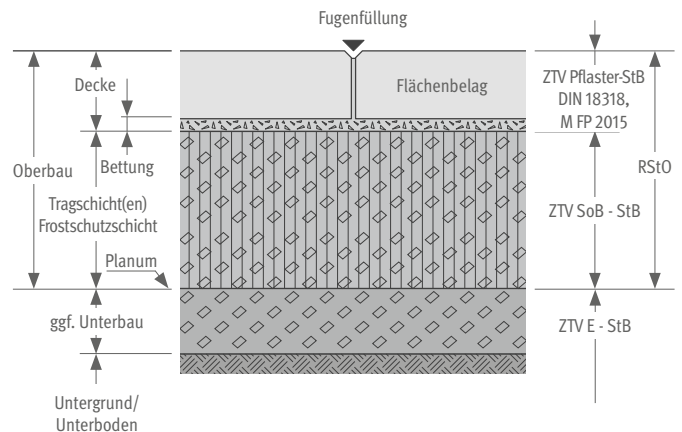 Fugenfüllung
Decke
Flächenbelag
ZTV Pflaster-StB
DIN 18318,
M FP 2015
Oberbau
Bettung
RStO
Tragschicht(en)
Frostschutzschicht
ZTV SoB - StB
Planum
ggf. Unterbau
ZTV E - StB
Untergrund/
Unterboden